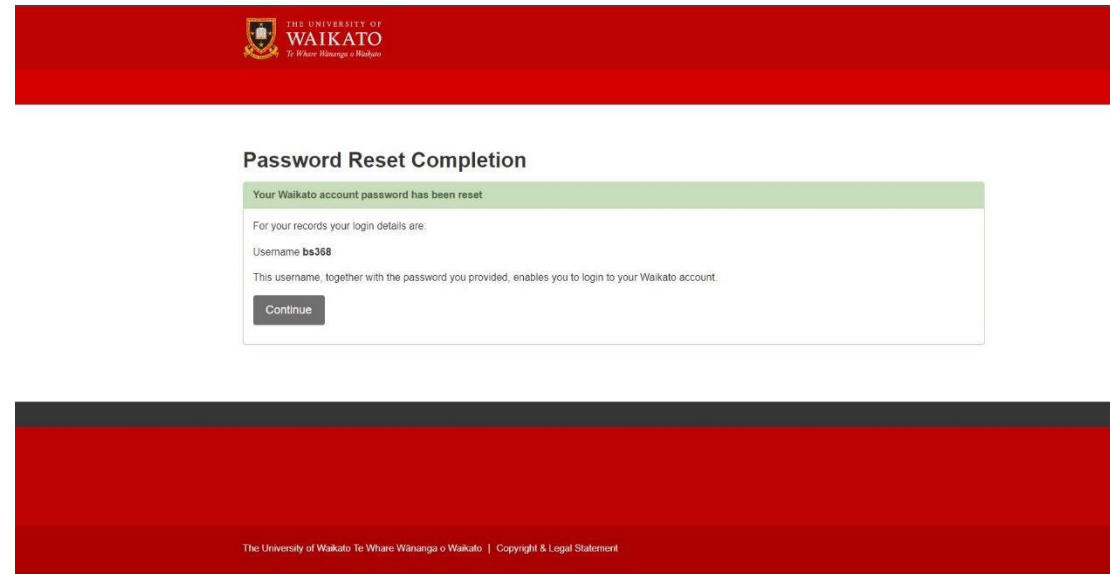 THE UNIVERSITY OF
WAIKATO
Te Whare Wānanga o Waikato
Password Reset Completion
Your Waikato account password has been reset
For your records your login details are:
Username bs368
This username, together with the password you provided, enables you to login to your Waikato account.
Continue
The University of Waikato Te Whare Wānanga o Waikato | Copyright & Legal Statement